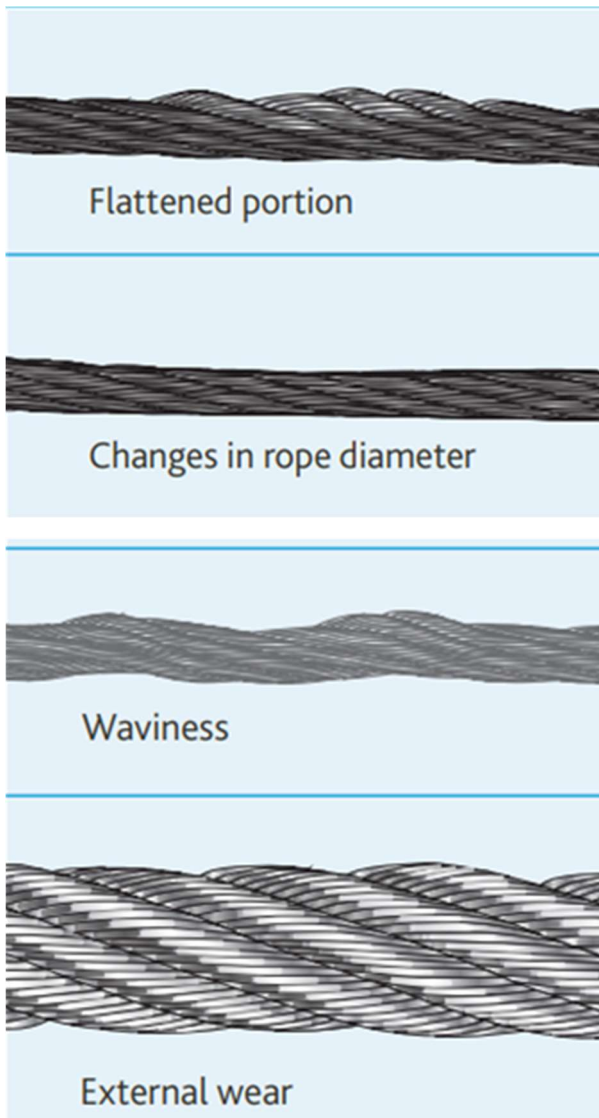 Flattened portion
Changes in rope diameter
Waviness
External wear